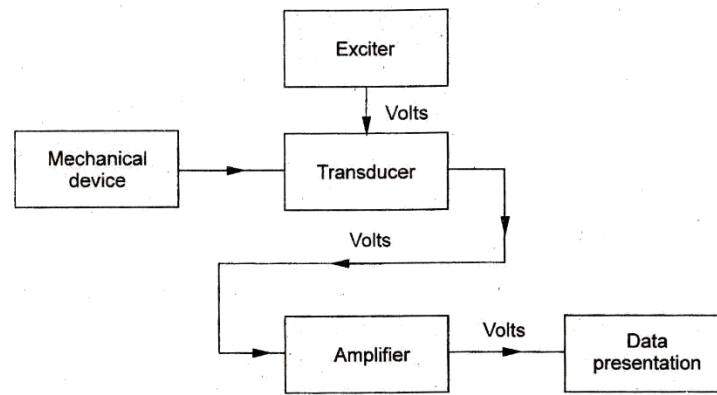 Exciter
Volts
Mechanical
device
Transducer
Volts
Amplifier
Volts
Data
presentation